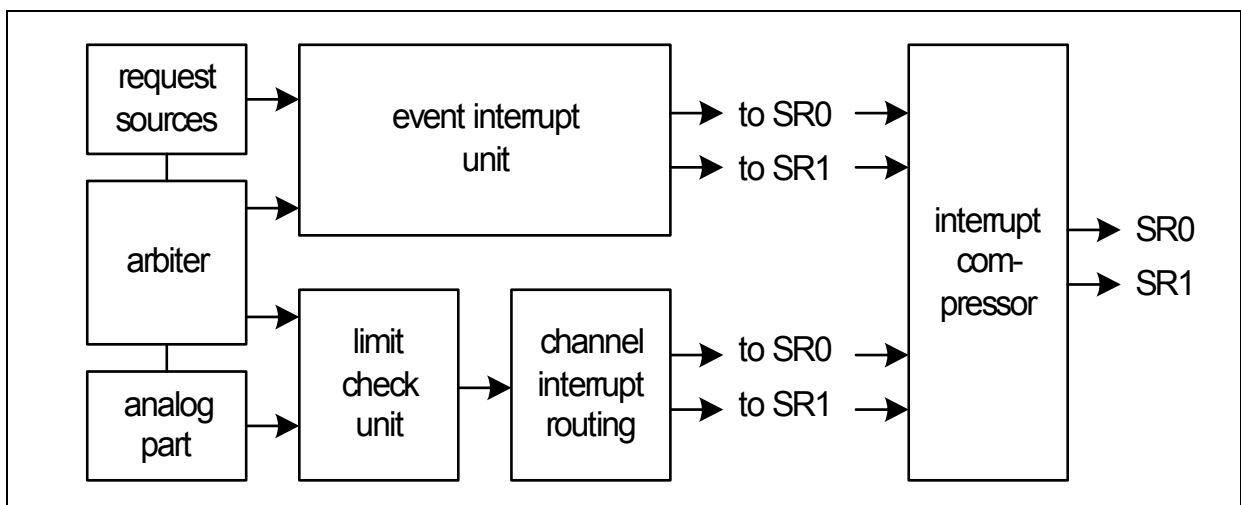 request
sources
arbiter
analog
part
event interrupt
unit
to SR0
to SR1
limit
check
unit
channel
interrupt
routing
to SR0
to SR1
interrupt
com-
pressor
SR0
SR1